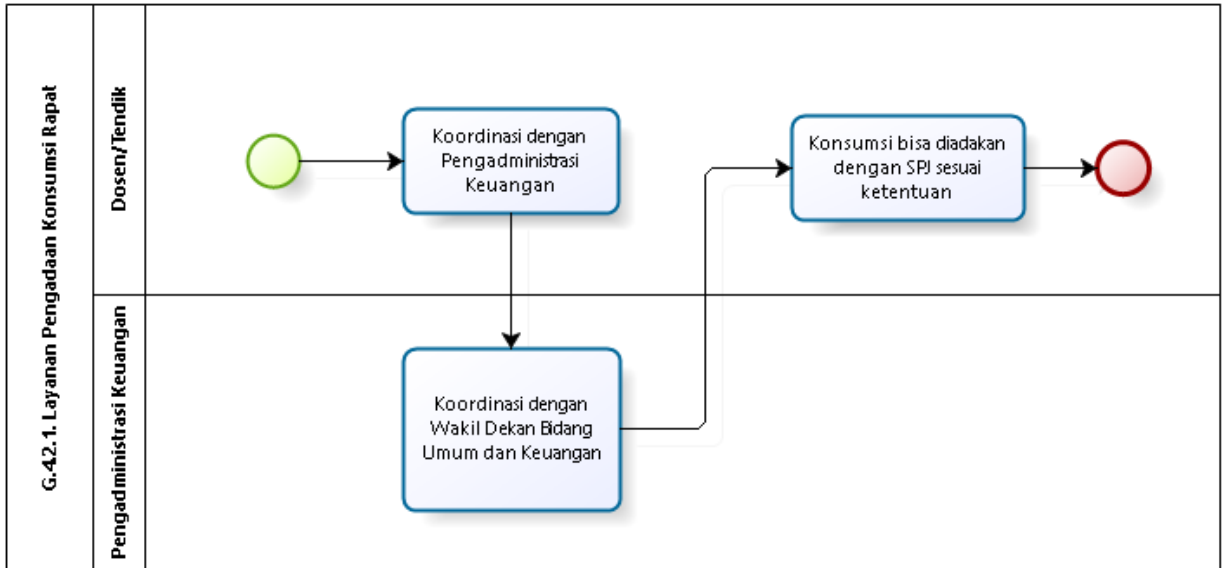 G.42.1. Layanan Pengadaan Konsumsi Rapat
Dosen/Tendik
Koordinasi dengan
Pengadministrasi
Keuangan
Konsumsi bisa diadakan
dengan SPJ sesuai
ketentuan
Pengadministrasi Keuangan
Koordinasi dengan
Wakil Dekan Bidang
Umum dan Keuangan